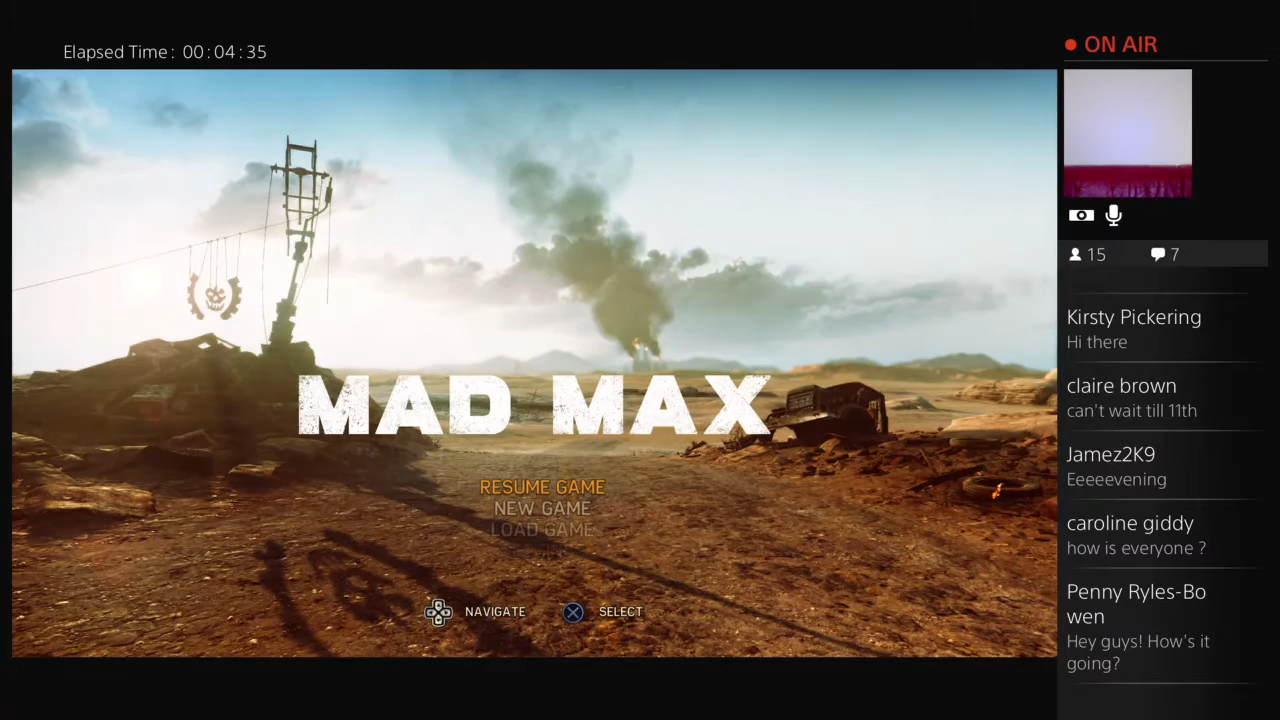 Elapsed Time: 00:04:35
ON AIR
15
7
MAD MAX
RESUME GAME
NEW GAME
LOAD GAME
NAVIGATE
SELECT
Kirsty Pickering
Hi there
claire brown
can't wait till 11th
Jamez2K9
Eeeeevening
caroline giddy
how is everyone ?
Penny Ryles-Bo
wen
Hey guys! How's it
going?